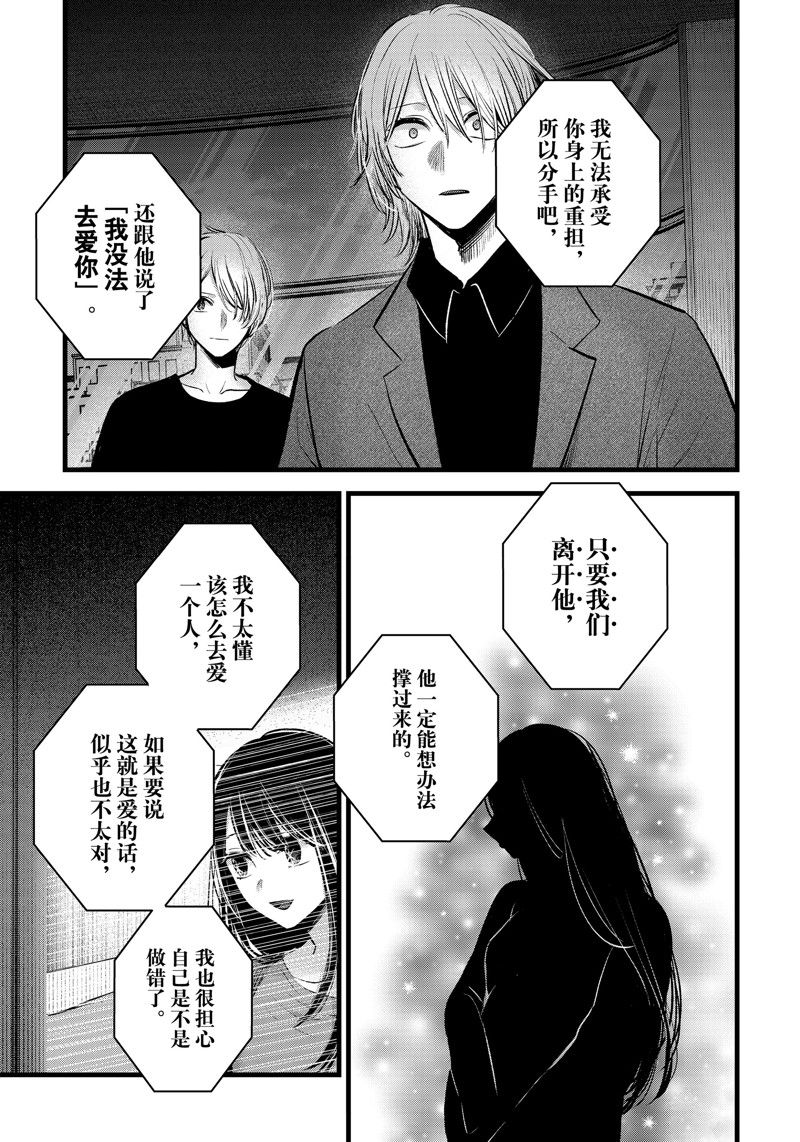 我无法承受
你身上的重担，
所以分手吧，
还跟他说了
「我没法
去爱你」。
只要我们
离开他，
他一定能想办法
撑过来的。
我不太懂
该怎么去爱
一个人，
如果要说
这就是爱的话，
似乎也不太对，
我也很担心
自己是不是
做错了。